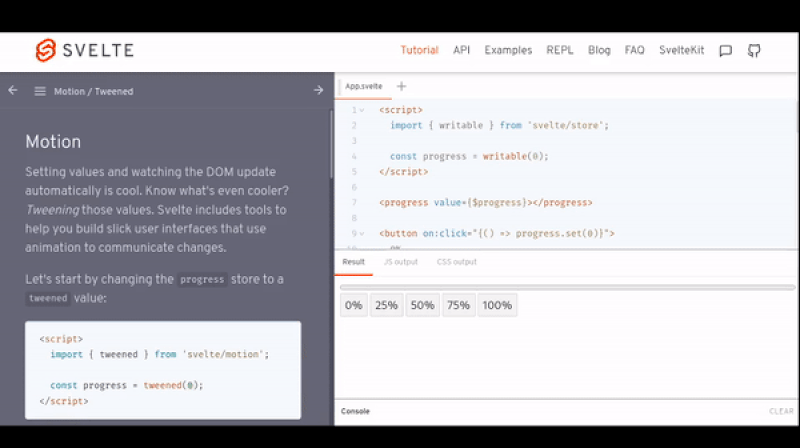 SVELTE
Tutorial API Examples REPL Blog FAQ SvelteKit
Motion / Tweened
Motion
Setting values and watching the DOM update
automatically is cool. Know what's even cooler?
Tweening those values. Svelte includes tools to
help you build slick user interfaces that use
animation to communicate changes.
Let's start by changing the progress store to a
tweened value:
<script>
import { tweened } from 'svelte/motion';
const progress = tweened(0);
</script>
App.svelte +
1 <script>
2 import { writable } from 'svelte/store';
3
4 const progress = writable(0);
5 </script>
6
7 <progress value={$progress}></progress>
8
9 <button on:click="{() => progress.set(0)}">
Result JS output CSS output
0% 25% 50% 75% 100%
Console CLEAR